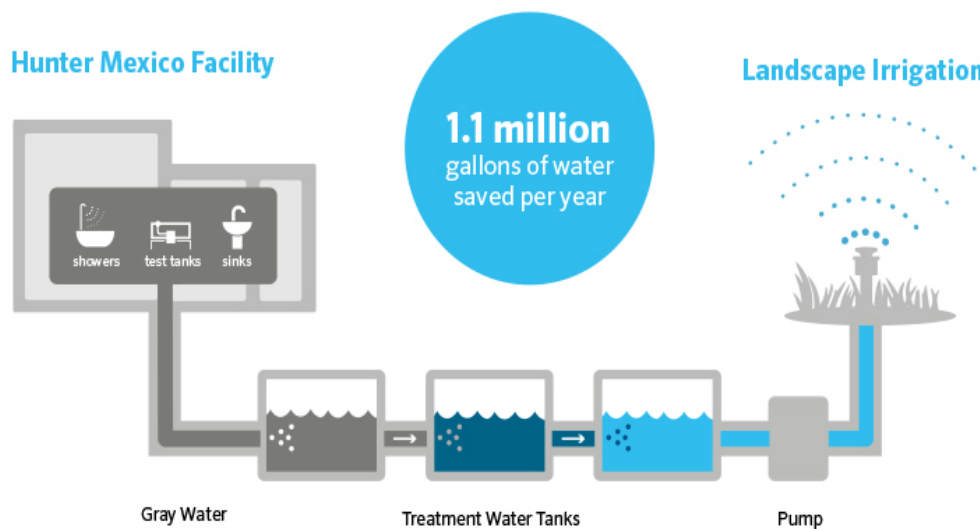 Hunter Mexico Facility
1.1 million
gallons of water
saved per year
Landscape Irrigation
showers
test tanks
sinks
Gray Water
Treatment Water Tanks
Pump